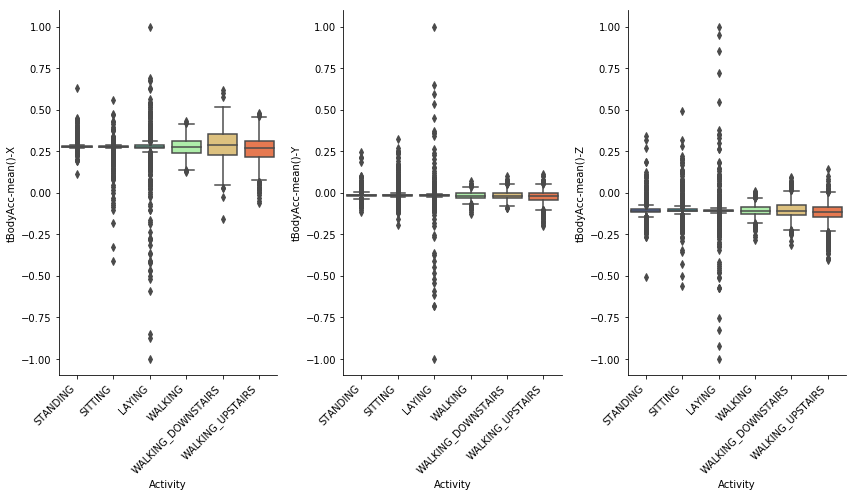 tBodyAcc-mean()-X
1.00
0.75
0.50
0.25
0.00
−0.25
−0.50
−0.75
−1.00
STANDING
SITTING
LAYING
WALKING
WALKING_DOWNSTAIRS
WALKING_UPSTAIRS
Activity
tBodyAcc-mean()-Y
1.00
0.75
0.50
0.25
0.00
−0.25
−0.50
−0.75
−1.00
STANDING
SITTING
LAYING
WALKING
WALKING_DOWNSTAIRS
WALKING_UPSTAIRS
Activity
tBodyAcc-mean()-Z
1.00
0.75
0.50
0.25
0.00
−0.25
−0.50
−0.75
−1.00
STANDING
SITTING
LAYING
WALKING
WALKING_DOWNSTAIRS
WALKING_UPSTAIRS
Activity